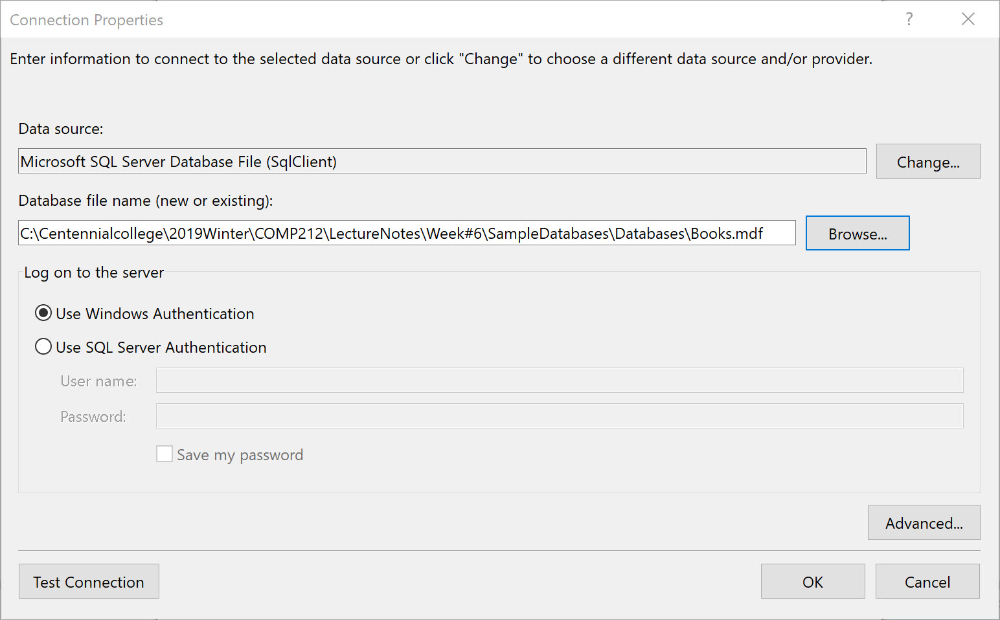 Connection Properties
?
Enter information to connect to the selected data source or click "Change" to choose a different data source and/or provider.
Data source:
Microsoft SQL Server Database File (SqlClient)
Change...
Database file name (new or existing):
C:\Centennialcollege\2019Winter\COMP212\LectureNotes\Week#6\SampleDatabases\Databases\Books.mdf
Browse...
Log on to the server
Use Windows Authentication
Use SQL Server Authentication
User name:
Password:
Save my password
Advanced...
Test Connection
OK
Cancel